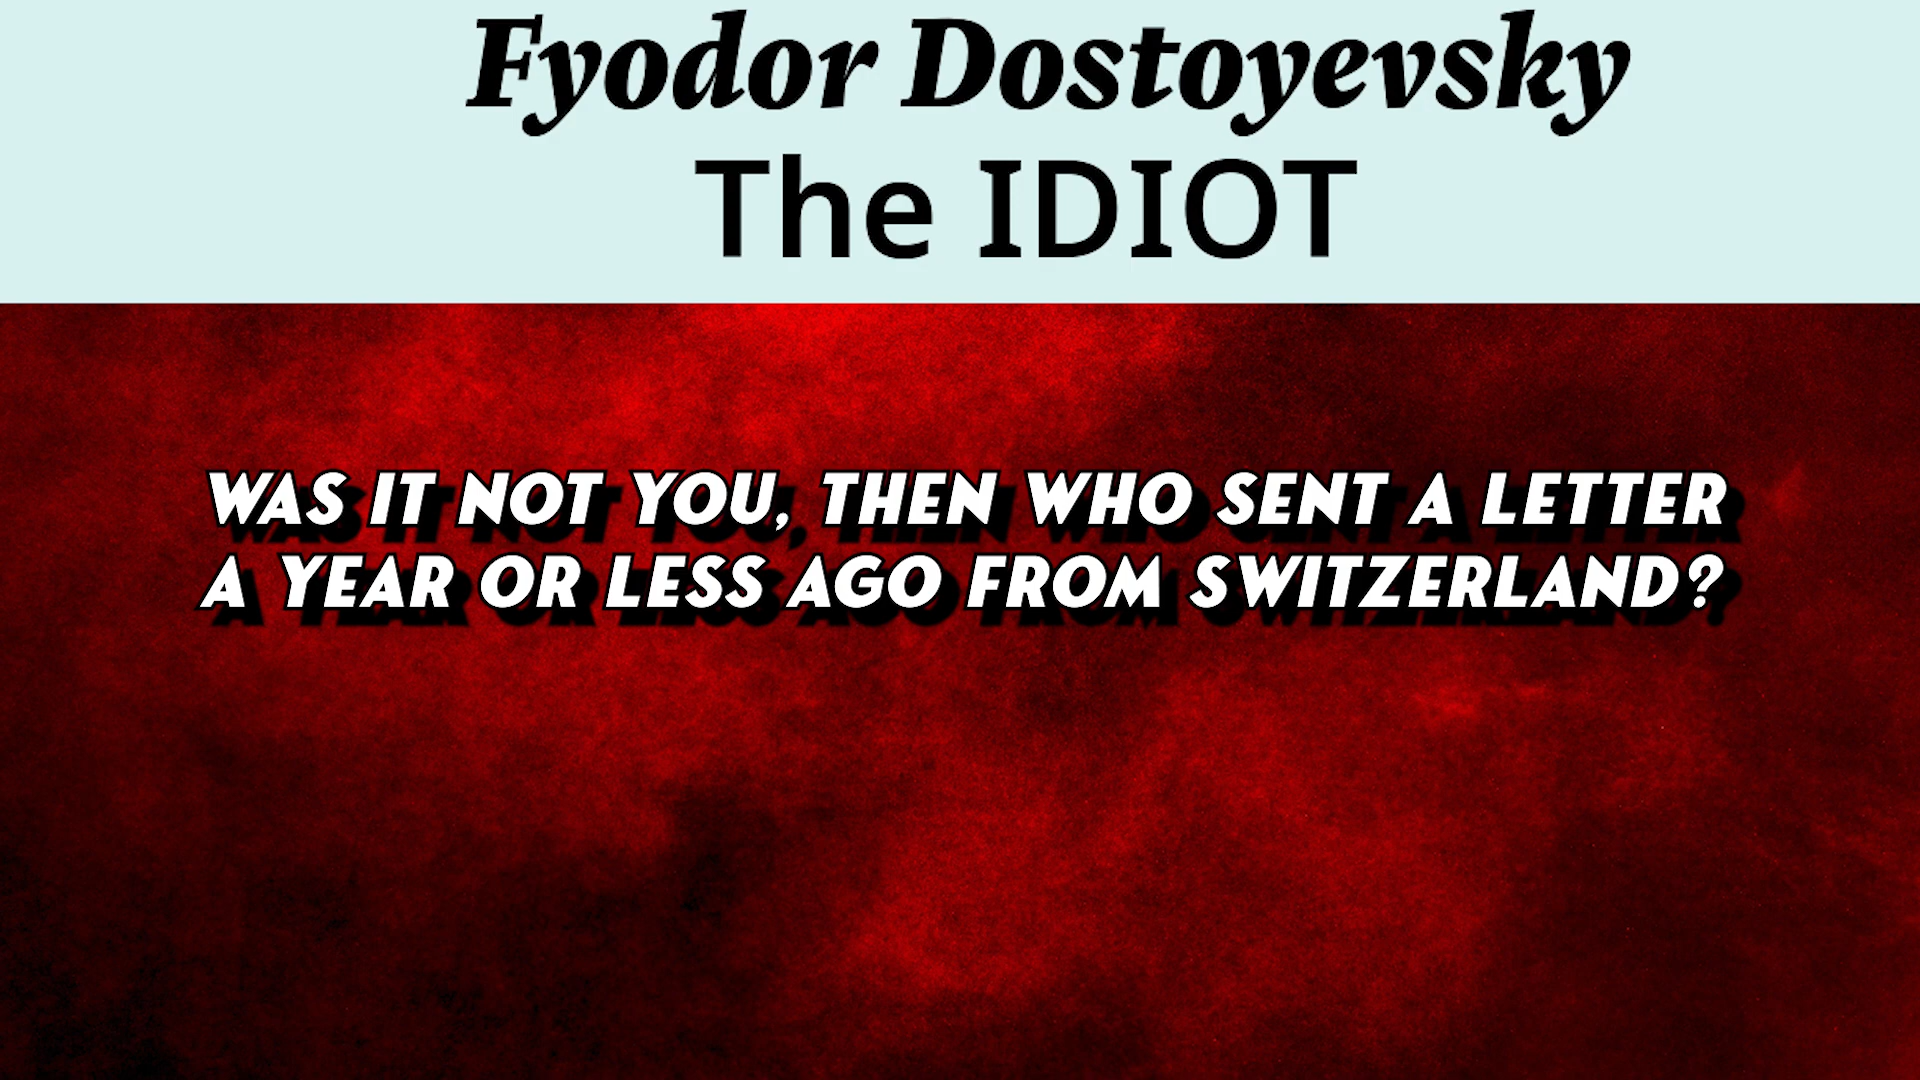 Fyodor Dostoyevsky
The IDIOT
WAS IT NOT YOU, THEN WHO SENT A LETTER
A YEAR OR LESS AGO FROM SWITZERLAND?